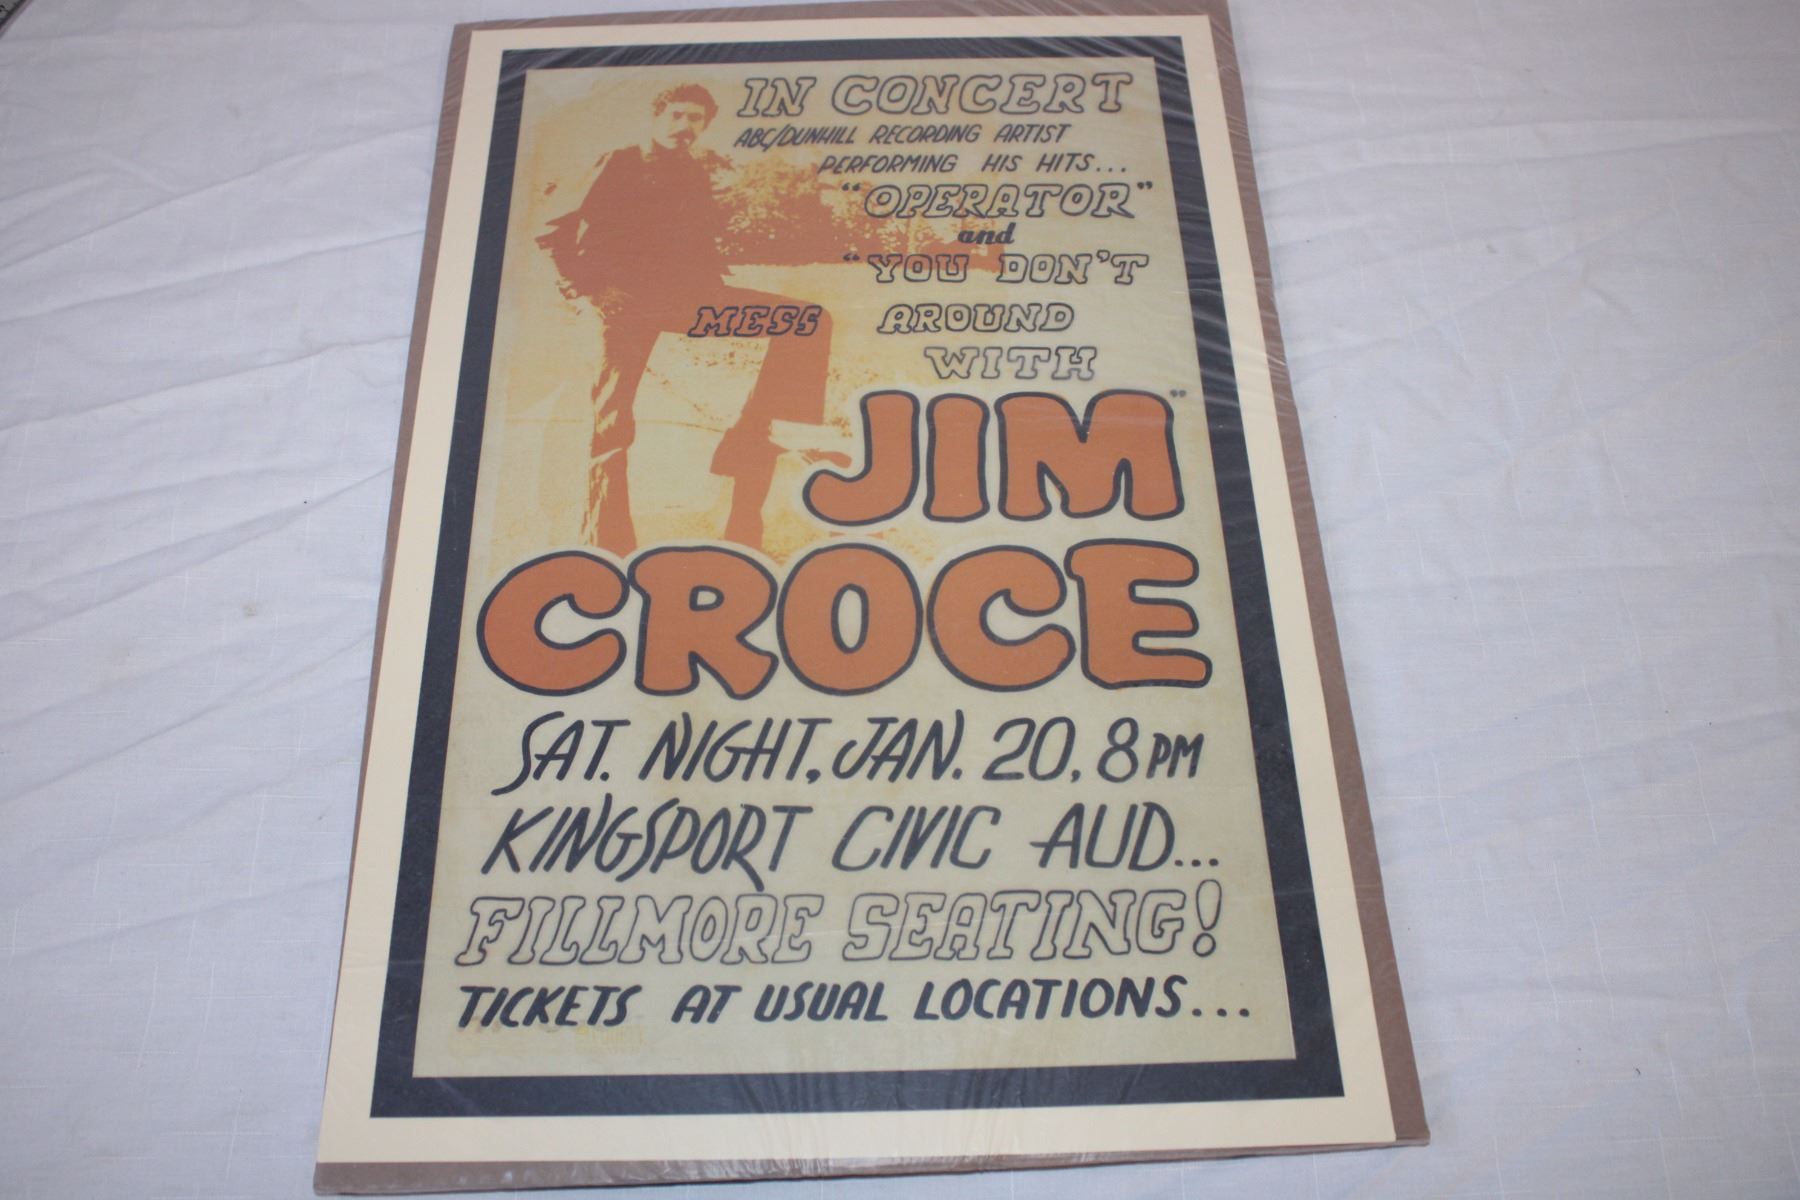 IN CONCERT
ABC/DUNHILL RECORDING ARTIST
PERFORMING HIS HITS...
"OPERATOR"
and
"YOU DON'T
MESS AROUND
WITH
JIM"
CROCE
SAT. NIGHT, JAN. 20, 8 PM
KINGSPORT CIVIC AUD...
FILLMORE SEATING!
TICKETS AT USUAL LOCATIONS...